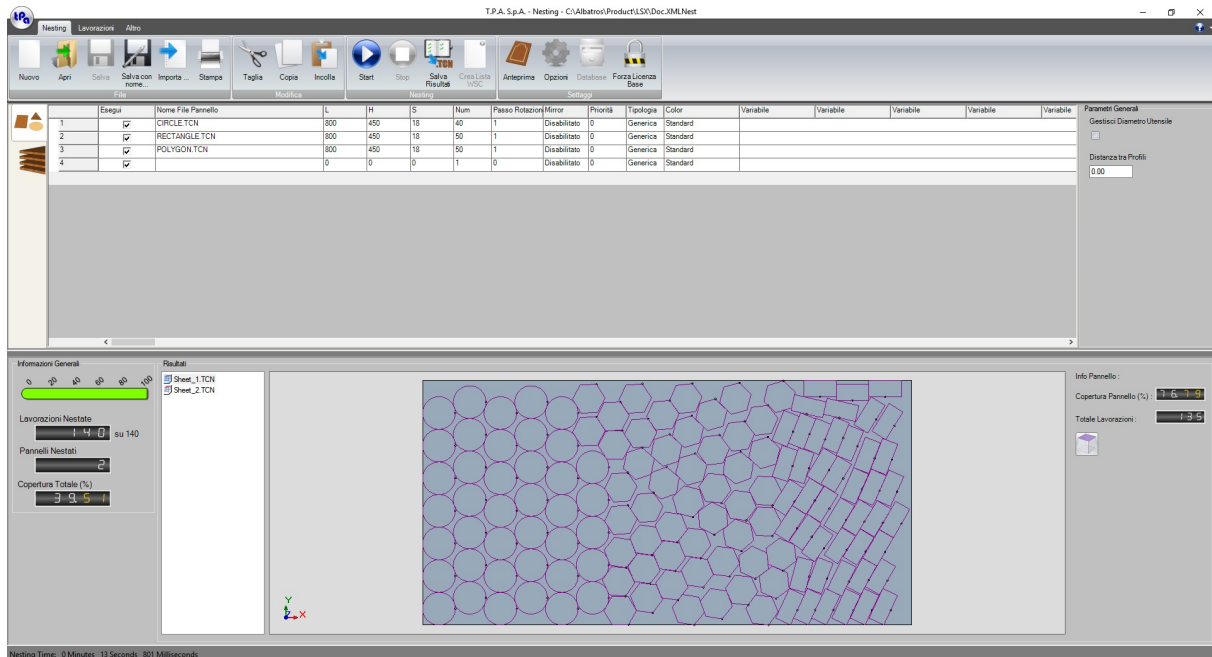 T.P.A. S.p.A. - Nesting - C:\Albatros\Product\LSX\Doc.XMLNest
tPa
Nesting Lavorazioni Altro
Nuovo Apri Salva Salva con nome... Importa ... Stampa Taglia Copia Incolla Start Stop Salva Risultati Crea Lista WSC Anteprima Opzioni Database Forza Licenza Base
.TCN
File Modifica Nesting Settaggi
Esegui Nome File Pannello L H S Num Passo Rotazion Mirror Priorità Tipologia Color Variabile Variabile Variabile Variabile Variabile
1 CIRCLE.TCN 800 450 18 40 1 Disabilitato 0 Generica Standard
2 RECTANGLE.TCN 800 450 18 50 1 Disabilitato 0 Generica Standard
3 POLYGON.TCN 800 450 18 50 1 Disabilitato 0 Generica Standard
4 0 0 0 1 0 Disabilitato 0 Generica Standard
Parametri Generali
Gestisci Diametro Utensile
Distanza tra Profili
0.00
Informazioni Generali
0 20 40 60 80 100
Lavorazioni Nestate
140 su 140
Pannelli Nestati
2
Copertura Totale (%)
39.51
Risultati
Sheet_1.TCN
Sheet_2.TCN
Y
Z X
Info Pannello :
Copertura Pannello (%) : 76.79
Totale Lavorazioni : 135
Nesting Time: 0 Minutes 13 Seconds 801 Milliseconds